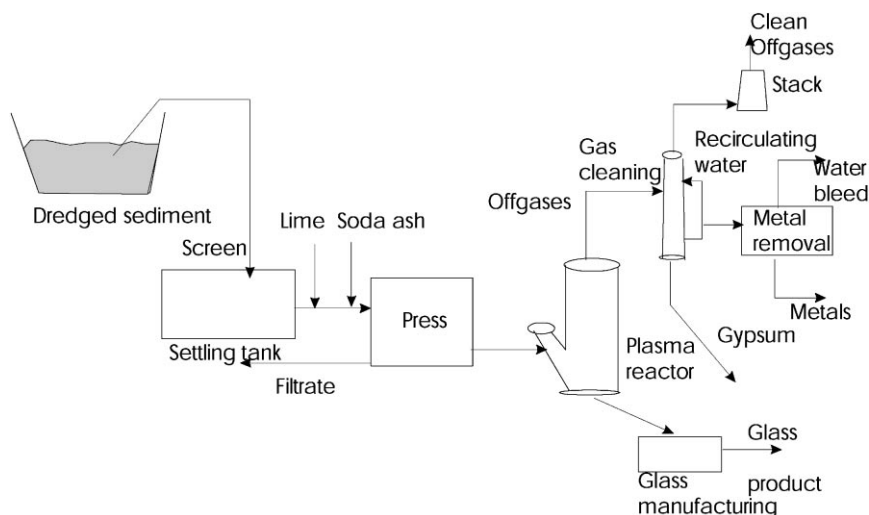 Clean
Offgases
Stack
Gas
cleaning
Recirculating
water
Water
bleed
Offgases
Metal
removal
Dredged sediment
Lime
Soda ash
Screen
Metals
Press
Gypsum
Settling tank
Filtrate
Plasma
reactor
Glass
Glass
manufacturing
product